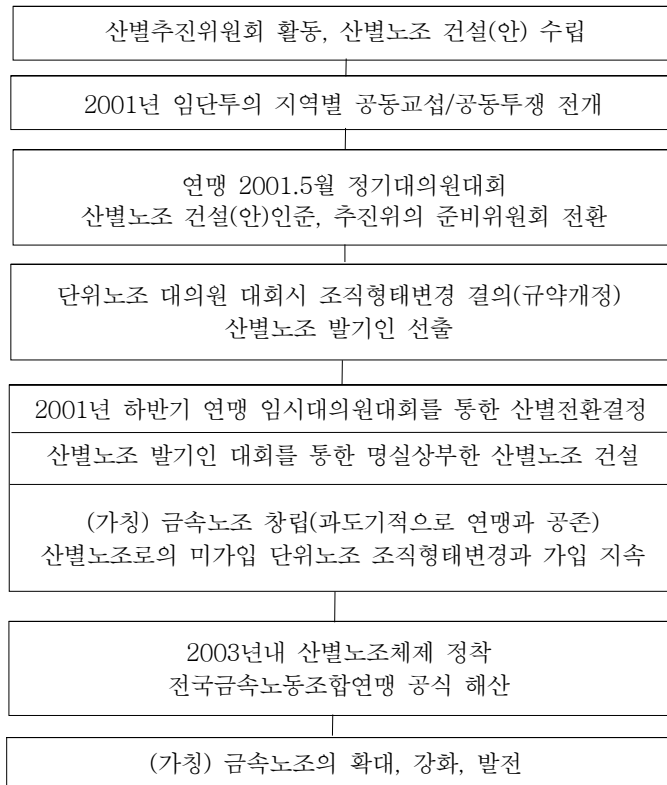 산별추진위원회 활동, 산별노조 건설(안) 수립
2001년 임단투의 지역별 공동교섭/공동투쟁 전개
연맹 2001.5월 정기대의원대회
산별노조 건설(안)인준, 추진위의 준비위원회 전환
단위노조 대의원 대회시 조직형태변경 결의(규약개정)
산별노조 발기인 선출
2001년 하반기 연맹 임시대의원대회를 통한 산별전환결정
산별노조 발기인 대회를 통한 명실상부한 산별노조 건설
(가칭) 금속노조 창립(과도기적으로 연맹과 공존)
산별노조로의 미가입 단위노조 조직형태변경과 가입 지속
2003년내 산별노조체제 정착
전국금속노동조합연맹 공식 해산
(가칭) 금속노조의 확대, 강화, 발전